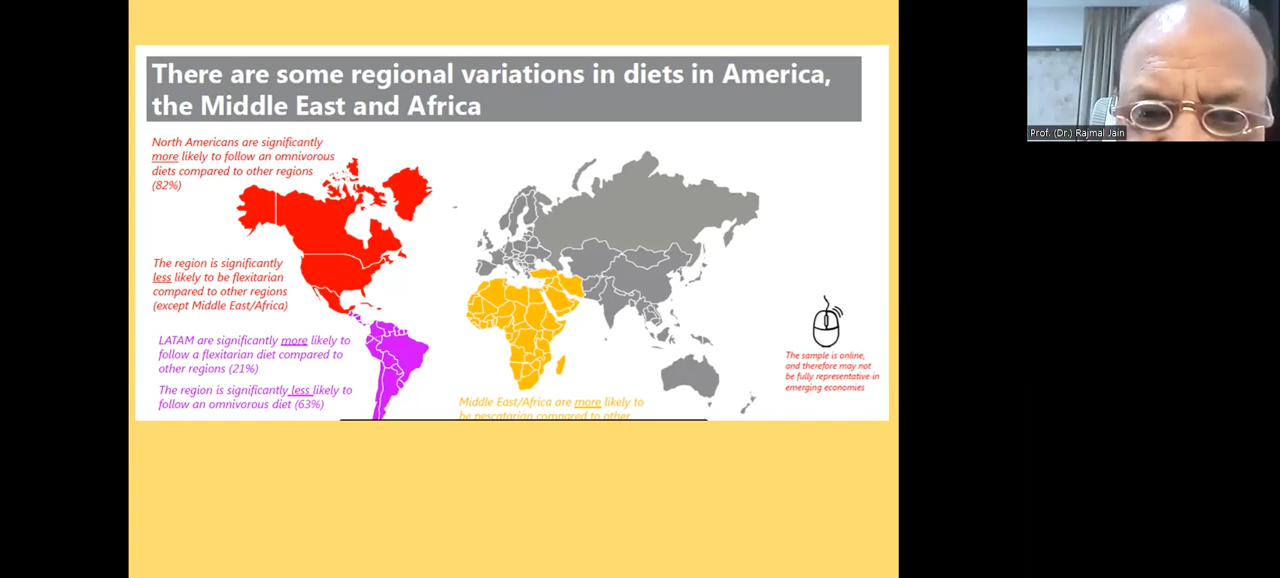 There are some regional variations in diets in America,
the Middle East and Africa
North Americans are significantly
more likely to follow an omnivorous
diets compared to other regions
(82%)
The region is significantly
less likely to be flexitarian
compared to other regions
(except Middle East/Africa)
LATAM are significantly more likely to
follow a flexitarian diet compared to
other regions (21%)
The region is significantly less likely to
follow an omnivorous diet (63%)
Middle East/Africa are more likely to
be pescatarian compared to other
The sample is online,
and therefore may not
be fully representative in
emerging economies
Prof. (Dr.) Rajmal Jain